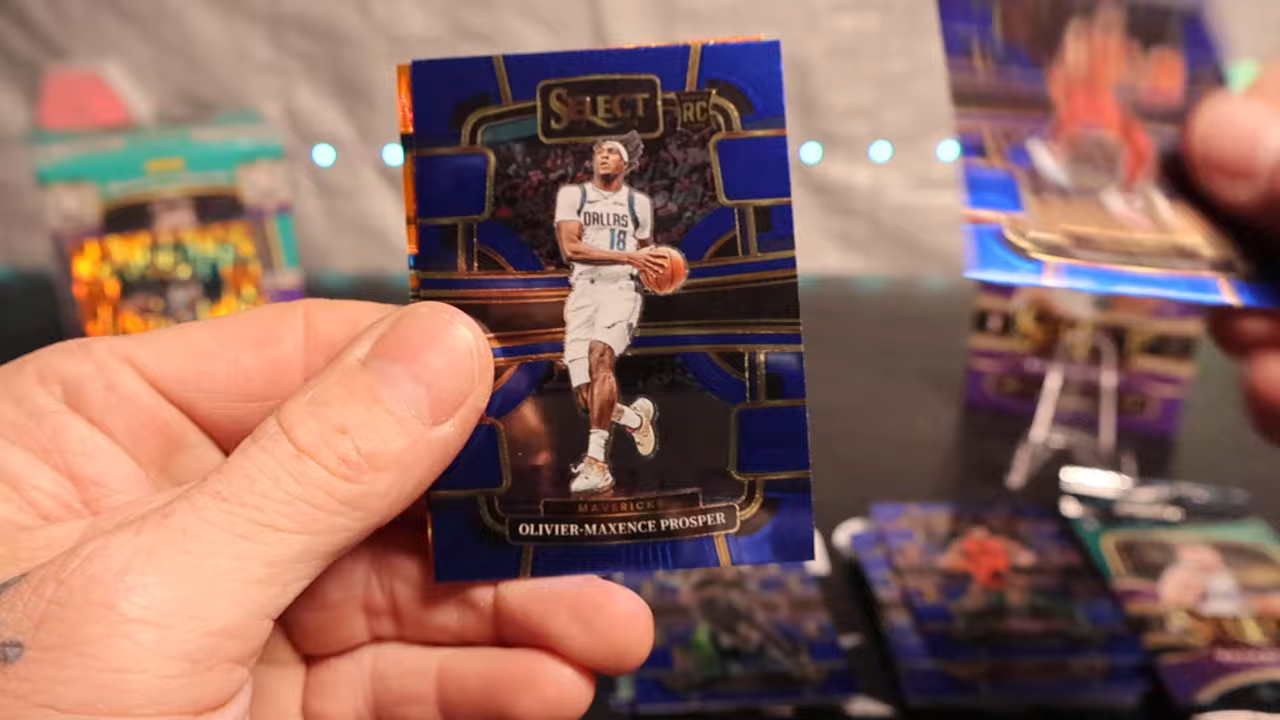 SELECT
RC
DALLAS
18
MAVERICKS
OLIVIER-MAXENCE PROSPER